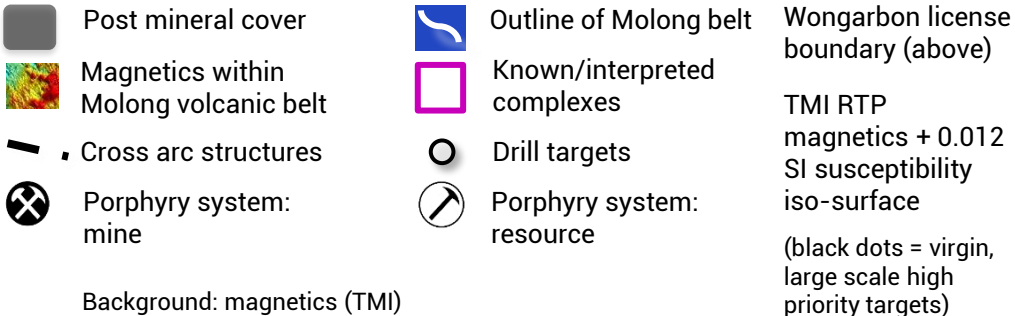 Post mineral cover
Magnetics within
Molong volcanic belt
Cross arc structures
Porphyry system:
mine
Background: magnetics (TMI)
Outline of Molong belt
Known/interpreted
complexes
Drill targets
Porphyry system:
resource
Wongarbon license
boundary (above)
TMI RTP
magnetics + 0.012
SI susceptibility
iso-surface
(black dots = virgin,
large scale high
priority targets)